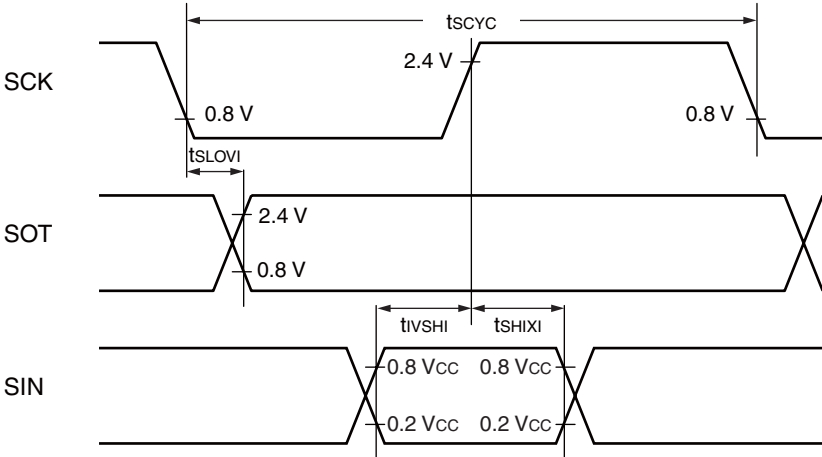 tSCYC
SCK
2.4 V
0.8 V
0.8 V
tSLOVI
SOT
2.4 V
0.8 V
tIVSHI
tSHIXI
SIN
0.8 VCC
0.8 VCC
0.2 VCC
0.2 VCC